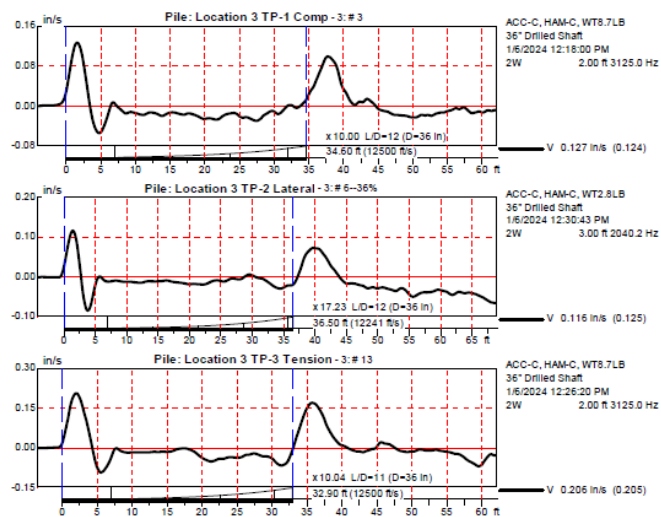 in/s
Pile: Location 3 TP-1 Comp - 3: # 3
0.16
0.08
0.00
-0.08
x 10.00 L/D=12 (D=36 in)
34.60 ft (12500 ft/s)
0 5 10 15 20 25 30 35 40 45 50 55 60 ft
ACC-C, HAM-C, WT8.7LB
36" Drilled Shaft
1/6/2024 12:18:00 PM
2W 2.00 ft 3125.0 Hz
V 0.127 in/s (0.124)
in/s
Pile: Location 3 TP-2 Lateral - 3: # 6--36%
0.20
0.10
0.00
-0.10
x 17.23 L/D=12 (D=36 in)
36.50 ft (12241 ft/s)
0 5 10 15 20 25 30 35 40 45 50 55 60 65 ft
ACC-C, HAM-C, WT2.8LB
36" Drilled Shaft
1/6/2024 12:30:43 PM
2W 3.00 ft 2040.2 Hz
V 0.116 in/s (0.125)
in/s
Pile: Location 3 TP-3 Tension - 3: # 13
0.30
0.15
0.00
-0.15
x 10.04 L/D=11 (D=36 in)
32.90 ft (12500 ft/s)
0 5 10 15 20 25 30 35 40 45 50 55 60 ft
ACC-C, HAM-C, WT8.7LB
36" Drilled Shaft
1/6/2024 12:26:20 PM
2W 2.00 ft 3125.0 Hz
V 0.206 in/s (0.205)